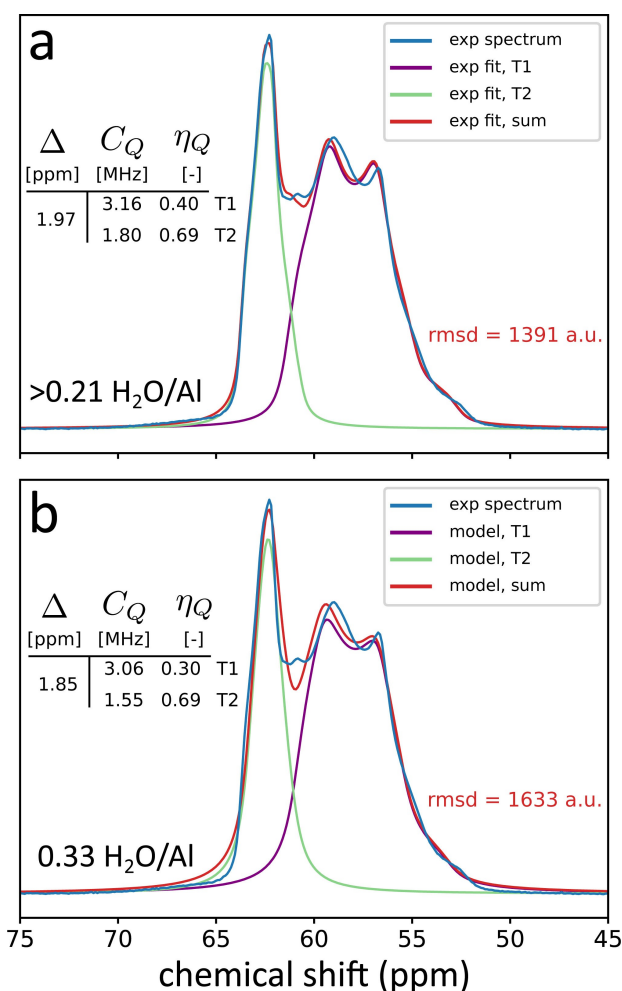 a
exp spectrum
exp fit, T1
exp fit, T2
exp fit, sum
Δ C_Q η_Q
[ppm] [MHz] [-]
1.97
3.16 0.40 T1
1.80 0.69 T2
rmsd = 1391 a.u.
>0.21 H₂O/Al
b
exp spectrum
model, T1
model, T2
model, sum
Δ C_Q η_Q
[ppm] [MHz] [-]
1.85
3.06 0.30 T1
1.55 0.69 T2
rmsd = 1633 a.u.
0.33 H₂O/Al
75 70 65 60 55 50 45
chemical shift (ppm)